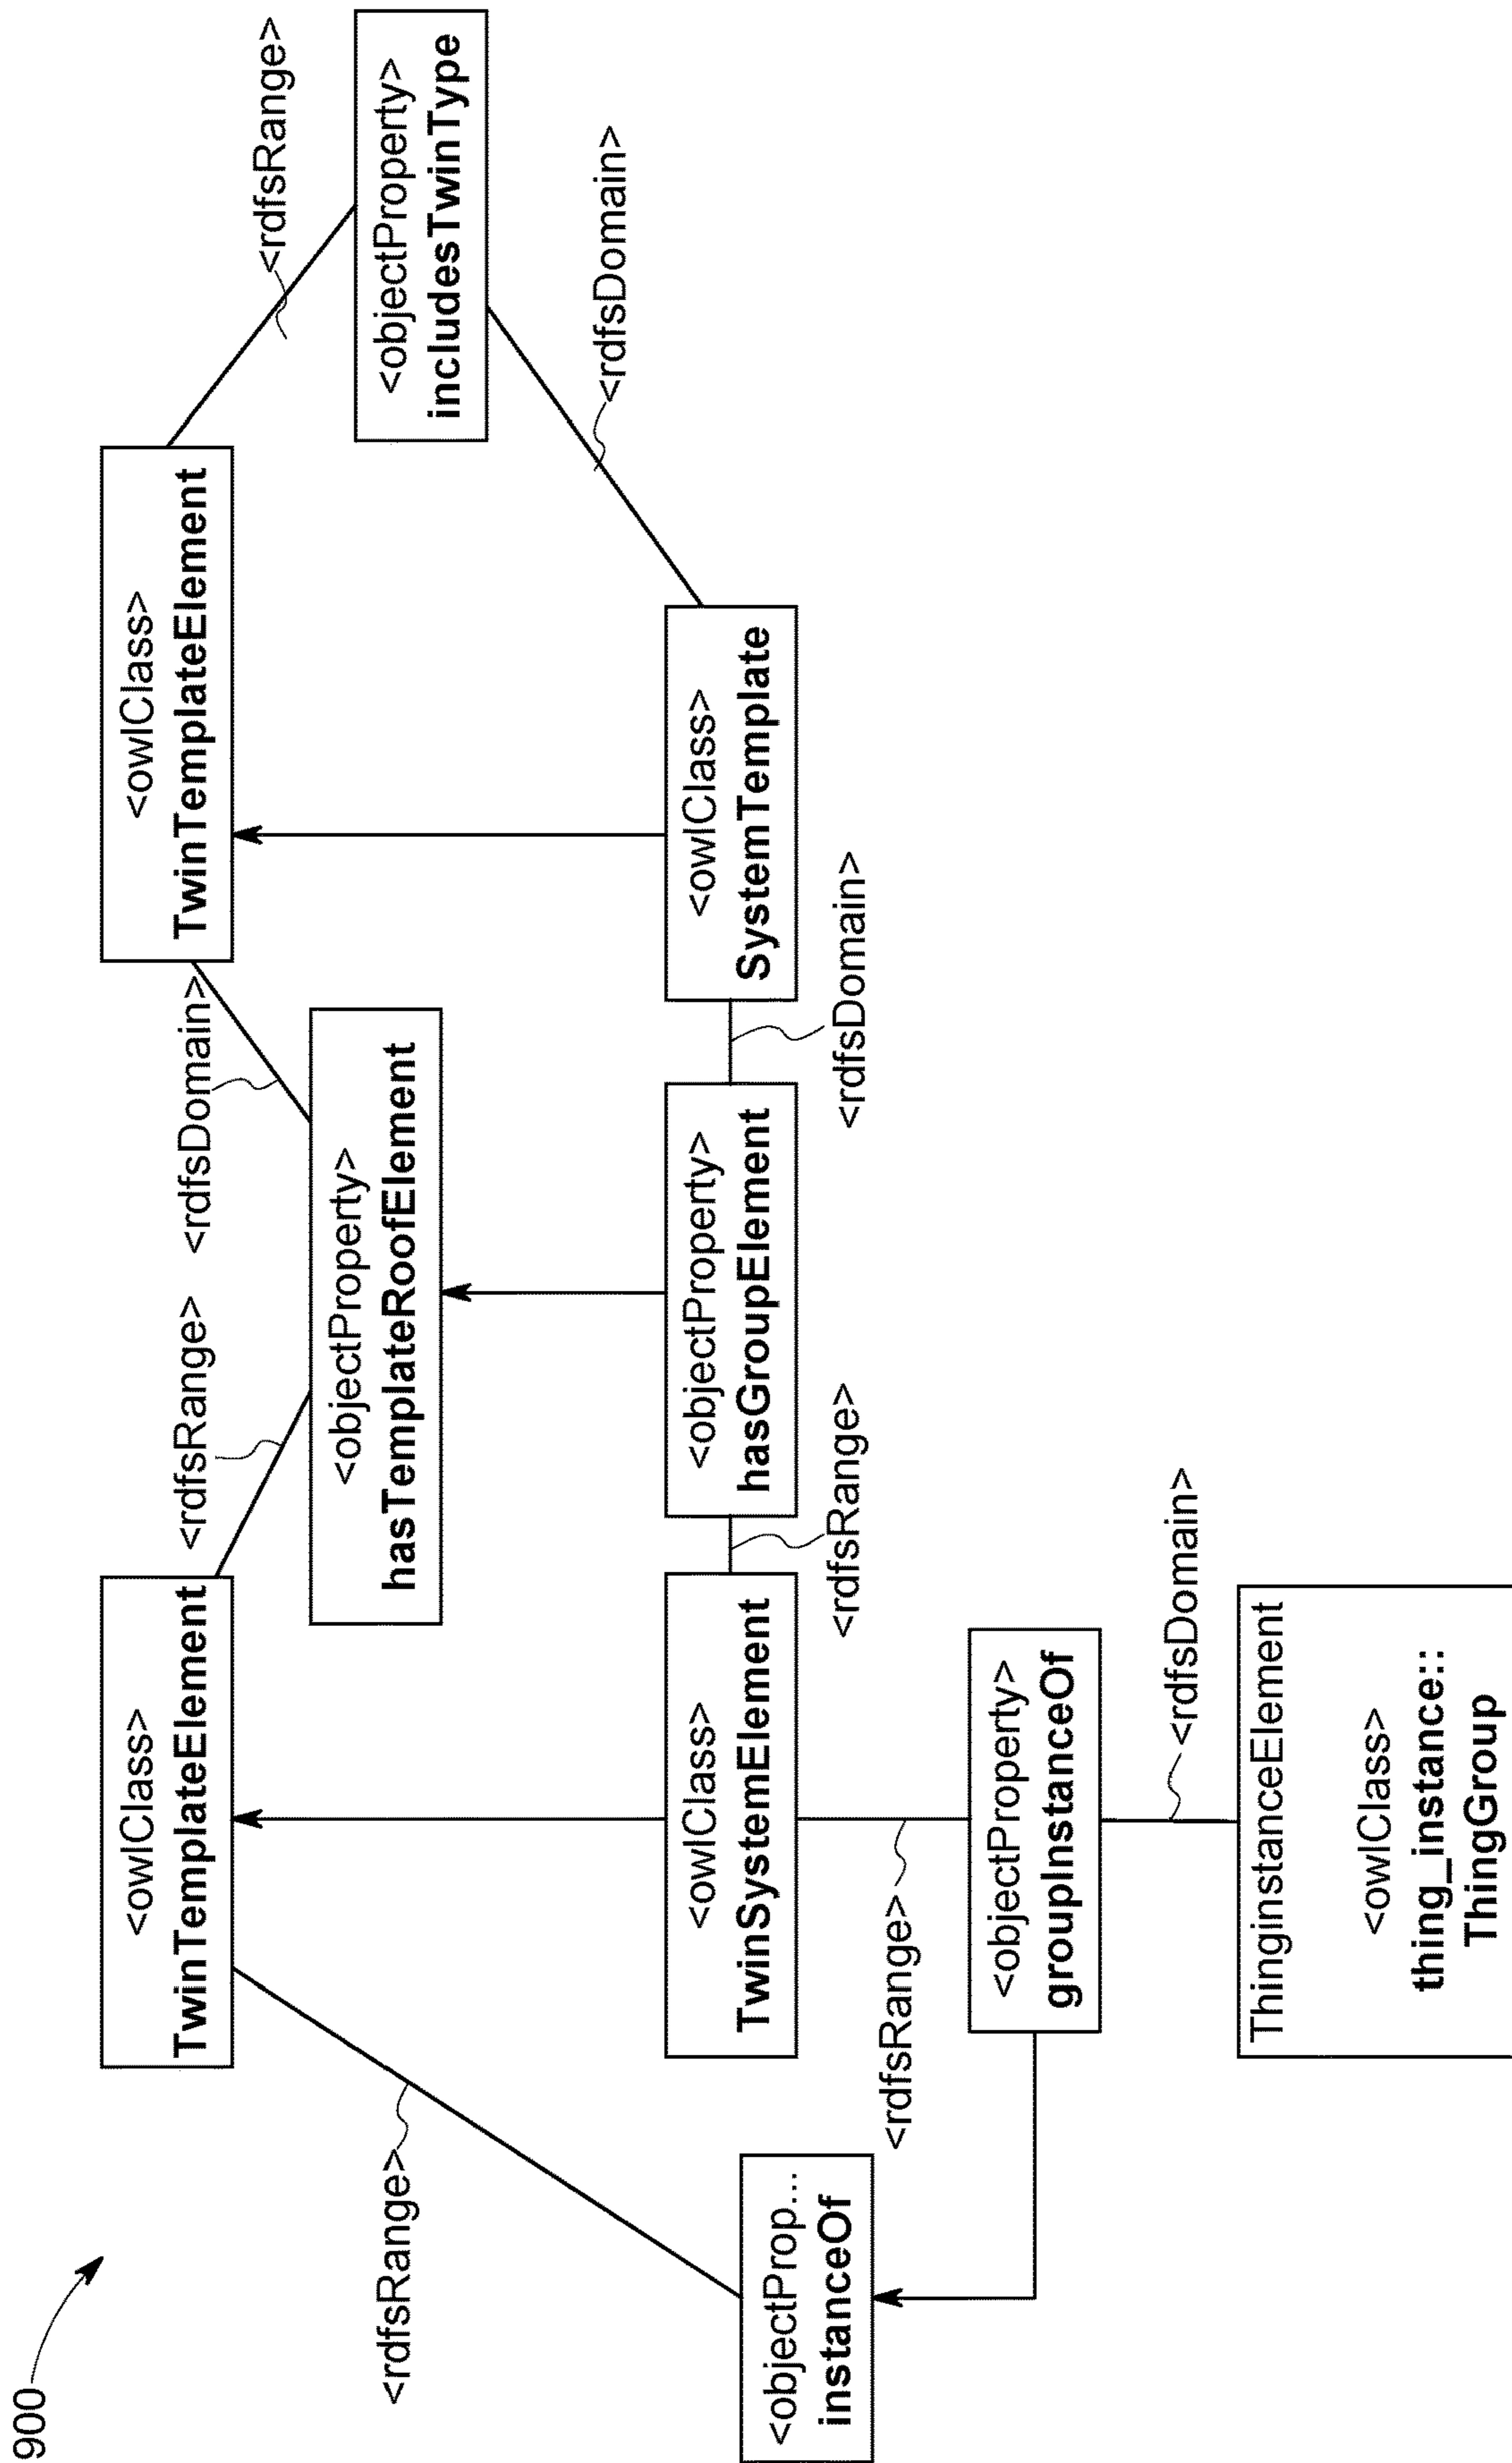 900
<owlClass>
TwinTemplateElement
<owlClass>
TwinTemplateElement
<rdfsRange>
<rdfsDomain>
<rdfsRange>
<rdfsRange>
<objectProperty>
hasTemplateRoofElement
<objectProperty>
includesTwinType
<rdfsDomain>
<objectProp...
instanceOf
<owlClass>
TwinSystemElement
<objectProperty>
hasGroupElement
<owlClass>
SystemTemplate
<rdfsRange>
<rdfsDomain>
<rdfsRange>
<objectProperty>
groupInstanceOf
<rdfsDomain>
ThinginstanceElement
<owlClass>
thing_instance::
ThingGroup